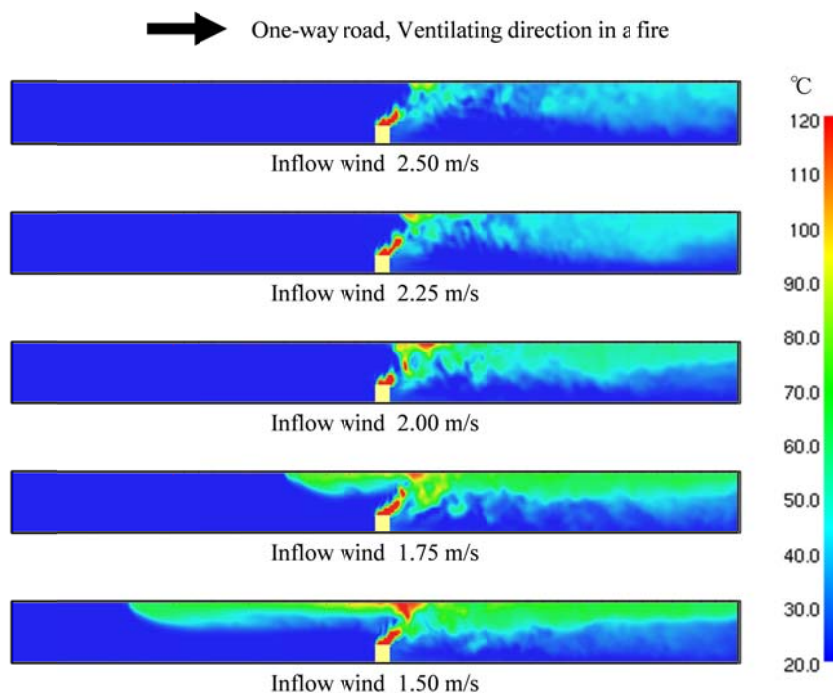 One-way road, Ventilating direction in a fire
℃
Inflow wind 2.50 m/s
Inflow wind 2.25 m/s
Inflow wind 2.00 m/s
Inflow wind 1.75 m/s
Inflow wind 1.50 m/s
120
110
100
90.0
80.0
70.0
60.0
50.0
40.0
30.0
20.0